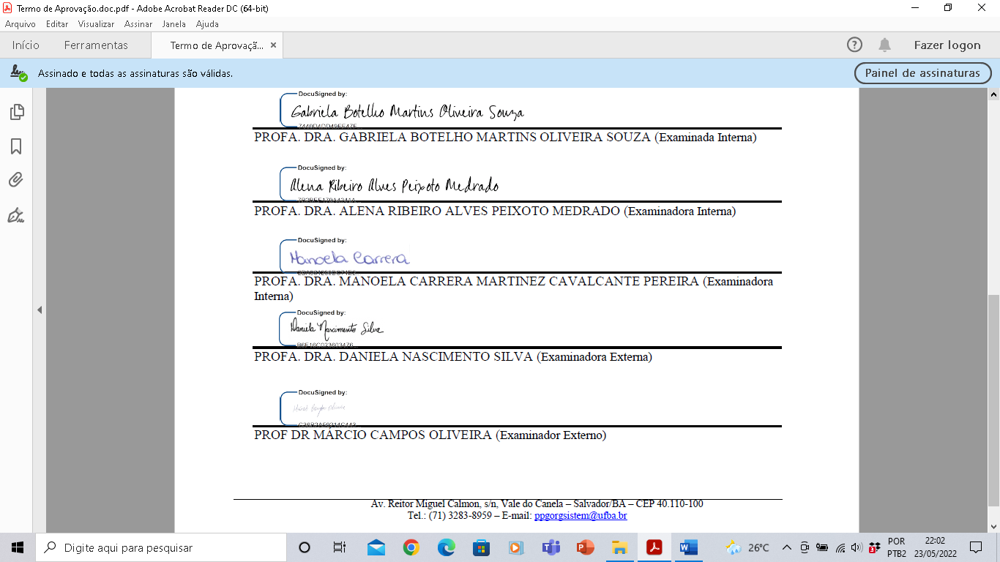 Termo de Aprovação.doc.pdf - Adobe Acrobat Reader DC (64-bit)
Arquivo Editar Visualizar Assinar Janela Ajuda
Início Ferramentas Termo de Aprovaçã... × Fazer logon
Assinado e todas as assinaturas são válidas. Painel de assinaturas
DocuSigned by:
Gabriela Botelho Martins Oliveira Souza
PROFA. DRA. GABRIELA BOTELHO MARTINS OLIVEIRA SOUZA (Examinada Interna)
DocuSigned by:
Alena Ribeiro Alves Peixoto Medrado
PROFA. DRA. ALENA RIBEIRO ALVES PEIXOTO MEDRADO (Examinadora Interna)
DocuSigned by:
Manoela Carrera
PROFA. DRA. MANOELA CARRERA MARTINEZ CAVALCANTE PEREIRA (Examinadora
Interna)
DocuSigned by:
Daniela Nascimento Silva
PROFA. DRA. DANIELA NASCIMENTO SILVA (Examinadora Externa)
DocuSigned by:
PROF DR MÁRCIO CAMPOS OLIVEIRA (Examinador Externo)
Av. Reitor Miguel Calmon, s/n, Vale do Canela – Salvador/BA – CEP 40.110-100
Tel.: (71) 3283-8959 – E-mail: ppgorgsistem@ufba.br
Digite aqui para pesquisar
26°C
POR
PTB2
22:02
23/05/2022